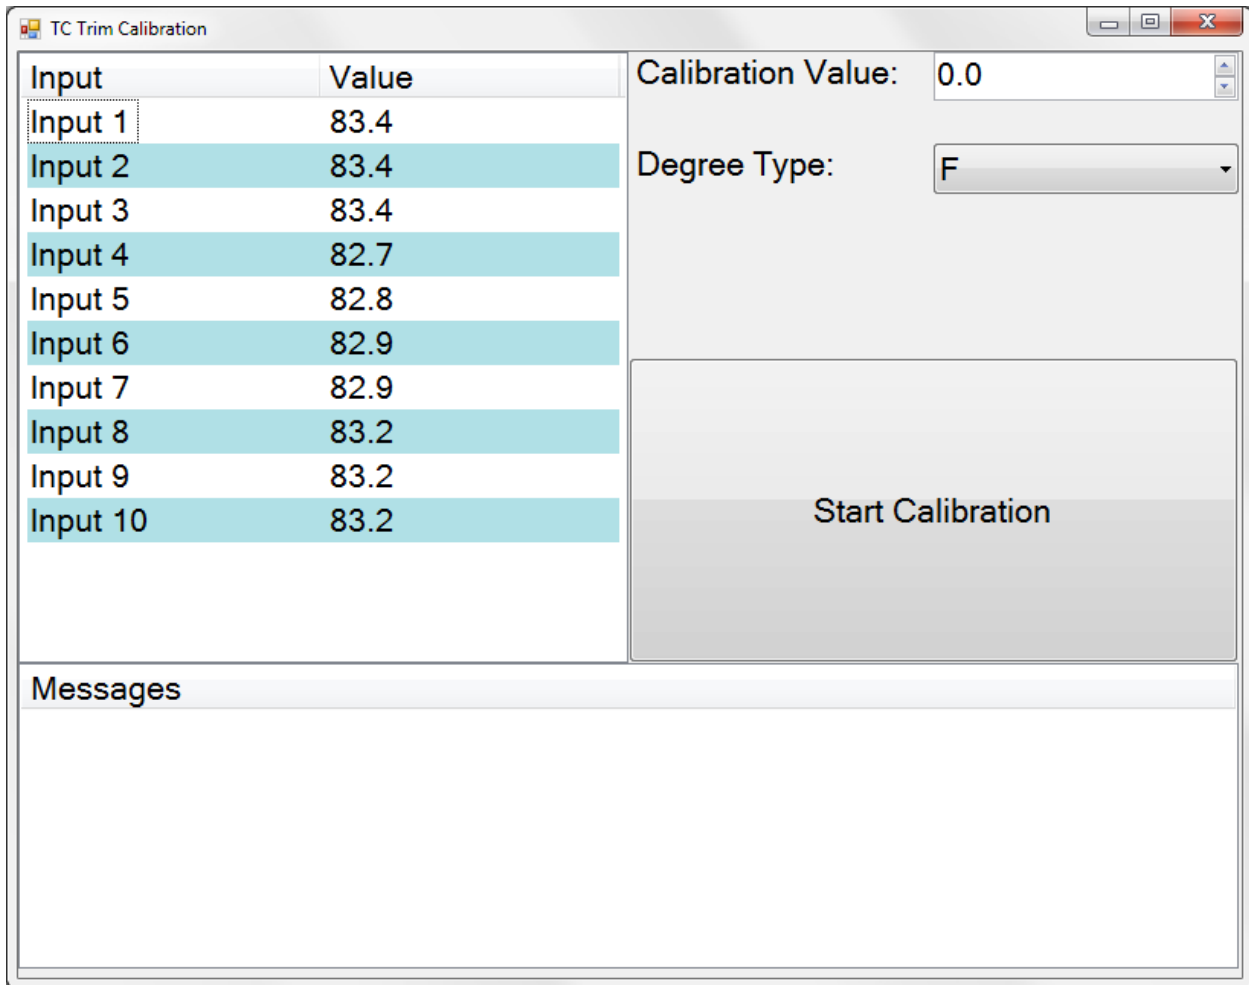 TC Trim Calibration
Input Value
Input 1 83.4
Input 2 83.4
Input 3 83.4
Input 4 82.7
Input 5 82.8
Input 6 82.9
Input 7 82.9
Input 8 83.2
Input 9 83.2
Input 10 83.2
Calibration Value: 0.0
Degree Type: F
Start Calibration
Messages